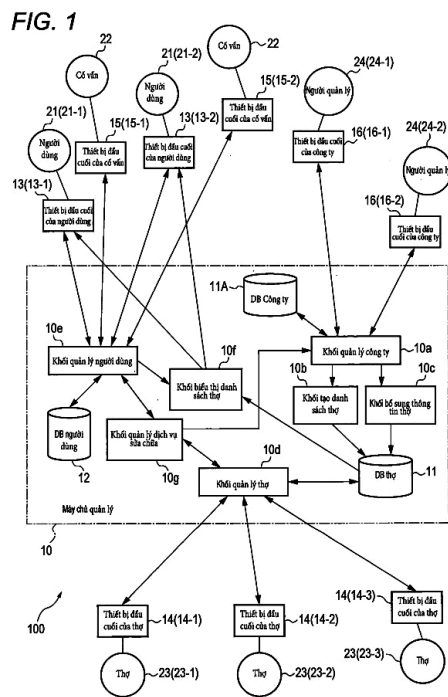 FIG. 1
22
Cố vấn
21(21-1)
Người dùng
15(15-1)
Thiết bị đầu cuối của cố vấn
13(13-1)
Thiết bị đầu cuối của người dùng
21(21-2)
Người dùng
13(13-2)
Thiết bị đầu cuối của người dùng
22
Cố vấn
15(15-2)
Thiết bị đầu cuối của cố vấn
24(24-1)
Người quản lý
16(16-1)
Thiết bị đầu cuối của công ty
24(24-2)
Người quản lý
16(16-2)
Thiết bị đầu cuối của công ty
11A
DB Công ty
10e
Khối quản lý người dùng
10f
Khối biểu thị danh sách thợ
Khối quản lý công ty
10a
10b
Khối tạo danh sách thợ
10c
Khối bổ sung thông tin thợ
DB người dùng
12
Khối quản lý dịch vụ sửa chữa
10g
10d
Khối quản lý thợ
DB thợ
11
Máy chủ quản lý
10
100
Thiết bị đầu cuối của thợ
14(14-1)
Thợ
23(23-1)
Thiết bị đầu cuối của thợ
14(14-2)
Thợ
23(23-2)
14(14-3)
Thiết bị đầu cuối của thợ
23(23-3)
Thợ